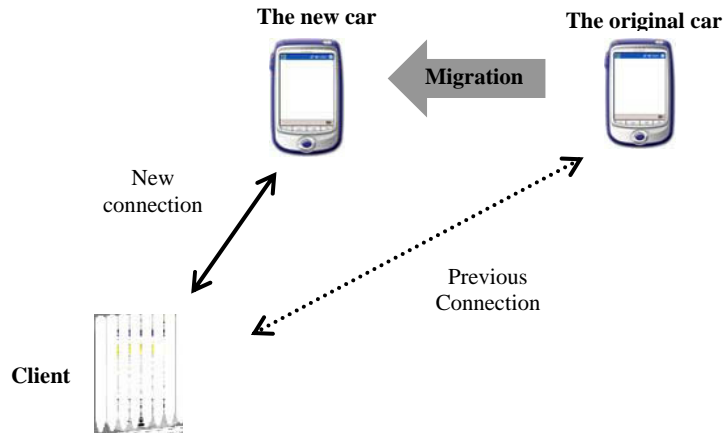 The new car
The original car
Migration
New
connection
Previous
Connection
Client